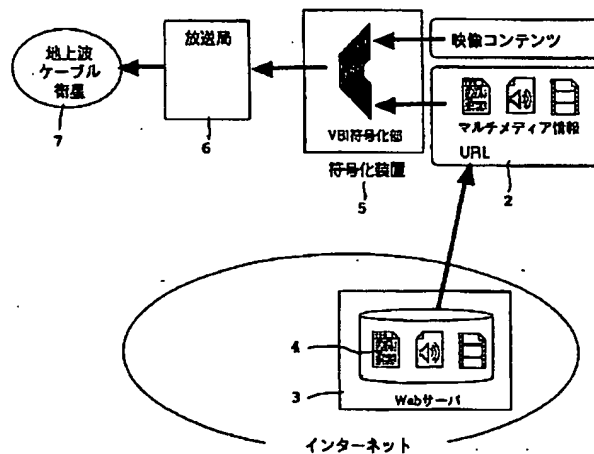 地上波
ケーブル
衛星
7
放送局
6
VBI符号化部
符号化装置
5
映像コンテンツ
マルチメディア情報
URL
2
4
3
Webサーバ
インターネット